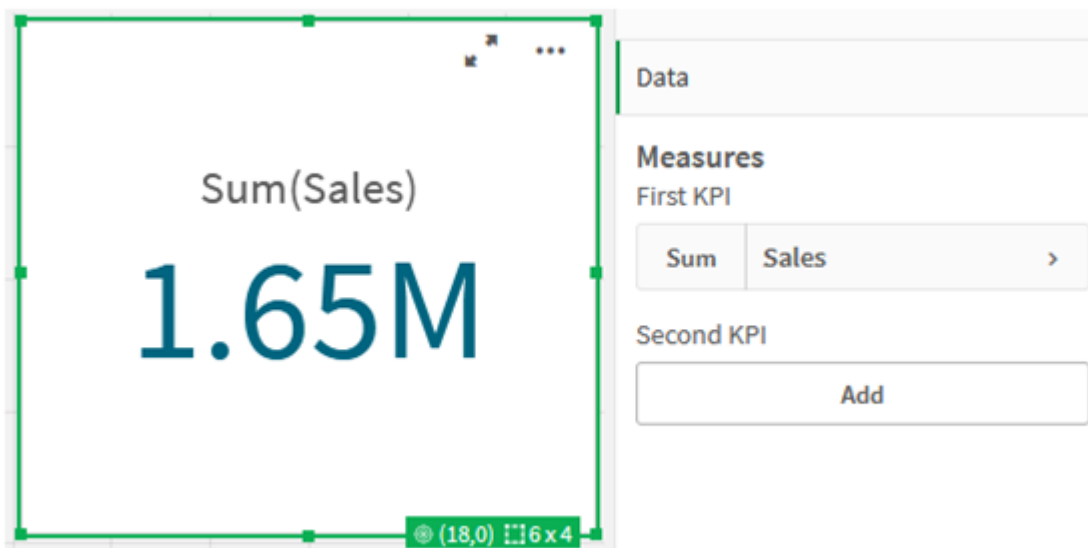 Sum(Sales)
1.65M
(18,0) 6 x 4
Data
Measures
First KPI
Sum Sales
Second KPI
Add